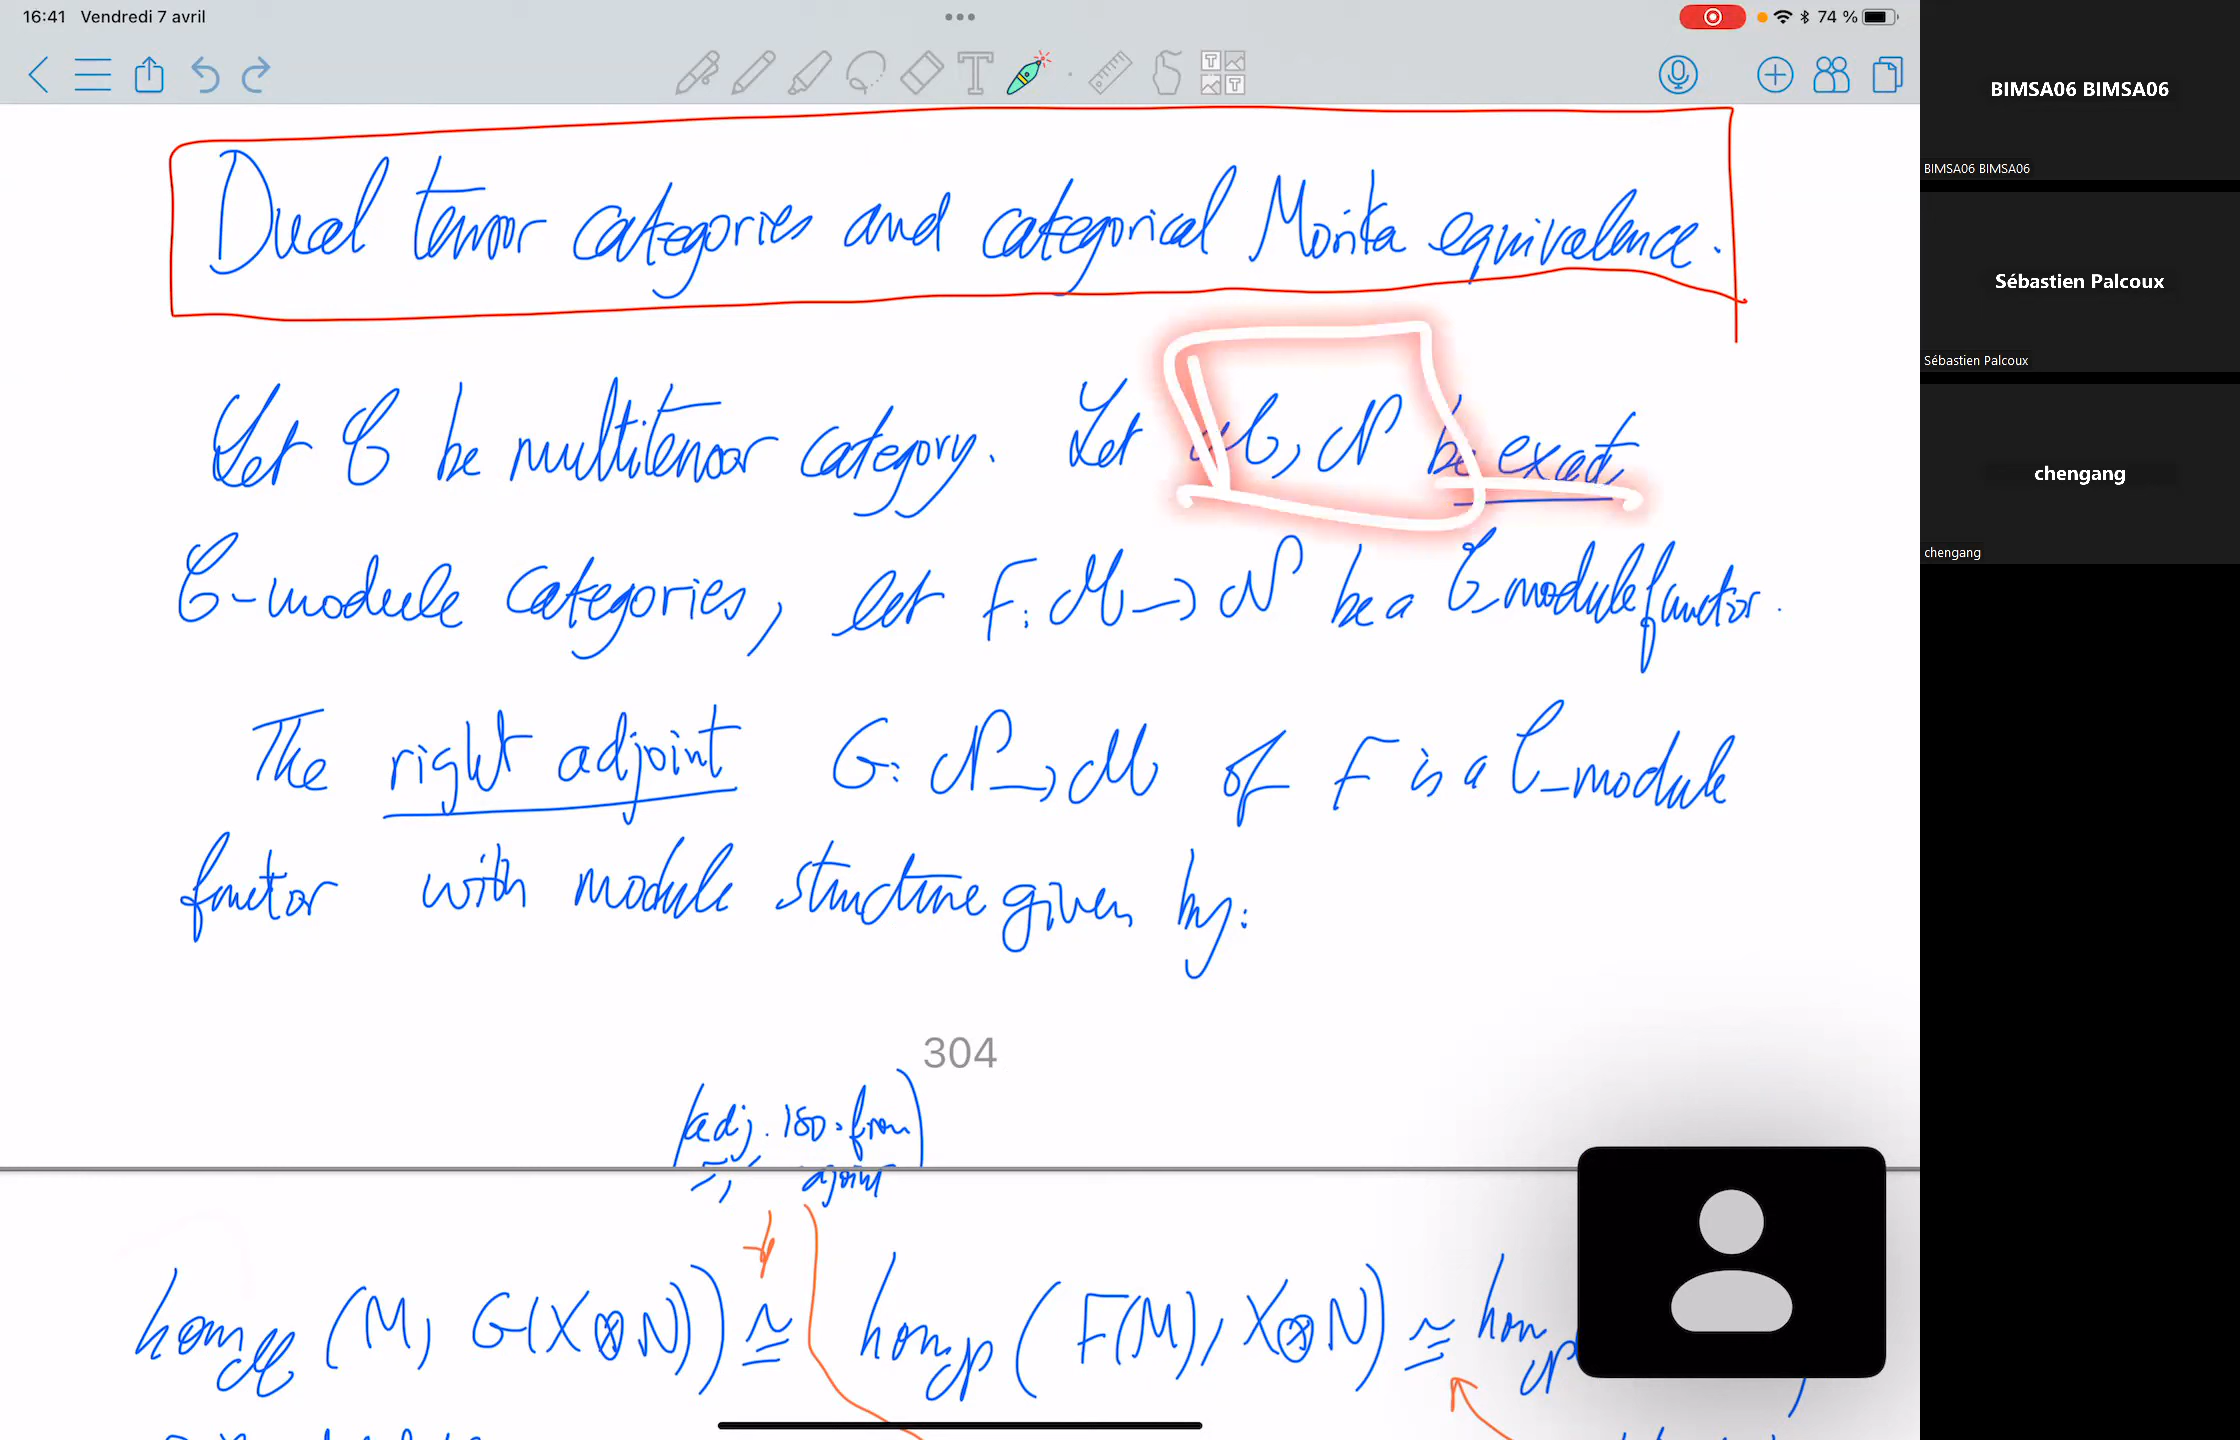 16:41 Vendredi 7 avril
74 %
Dual tensor categories and categorical Morita equivalence.
Let C be multitensor category. Let M, N be exact
C-module categories, let F: M → N be a C-module functor.
The right adjoint G: N → M of F is a C-module
functor with module structure given by:
304
(adj. iso. from
hom_M (M, G(X⊗N)) ≅ hom_N (F(M), X⊗N) ≅ hom_N
BIMSA06 BIMSA06
BIMSA06 BIMSA06
Sébastien Palcoux
Sébastien Palcoux
chengang
chengang